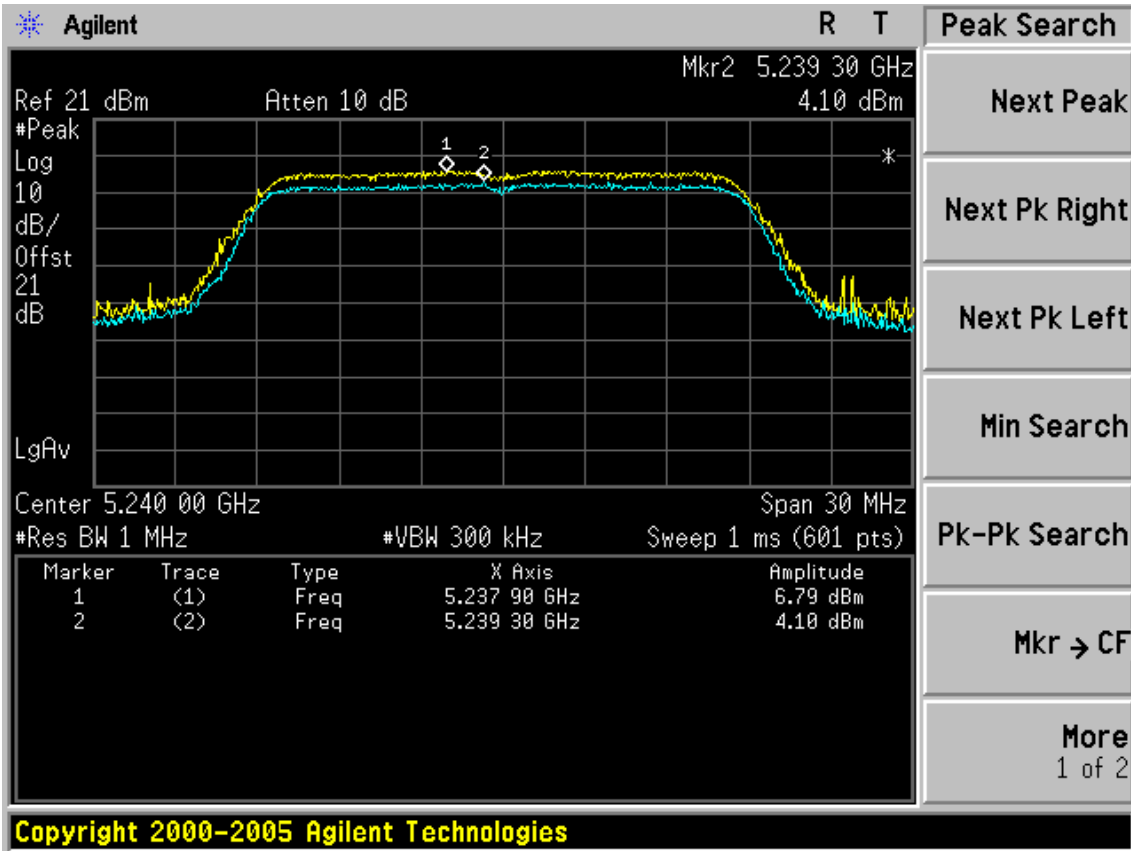 Agilent R T Peak Search
Mkr2 5.239 30 GHz
Ref 21 dBm Atten 10 dB 4.10 dBm
#Peak
Log
10
dB/
Offst
21
dB
1
2
*
LgAv
Center 5.240 00 GHz Span 30 MHz
#Res BW 1 MHz #VBW 300 kHz Sweep 1 ms (601 pts)
Marker Trace Type X Axis Amplitude
1 (1) Freq 5.237 90 GHz 6.79 dBm
2 (2) Freq 5.239 30 GHz 4.10 dBm
Next Peak
Next Pk Right
Next Pk Left
Min Search
Pk-Pk Search
Mkr → CF
More
1 of 2
Copyright 2000-2005 Agilent Technologies